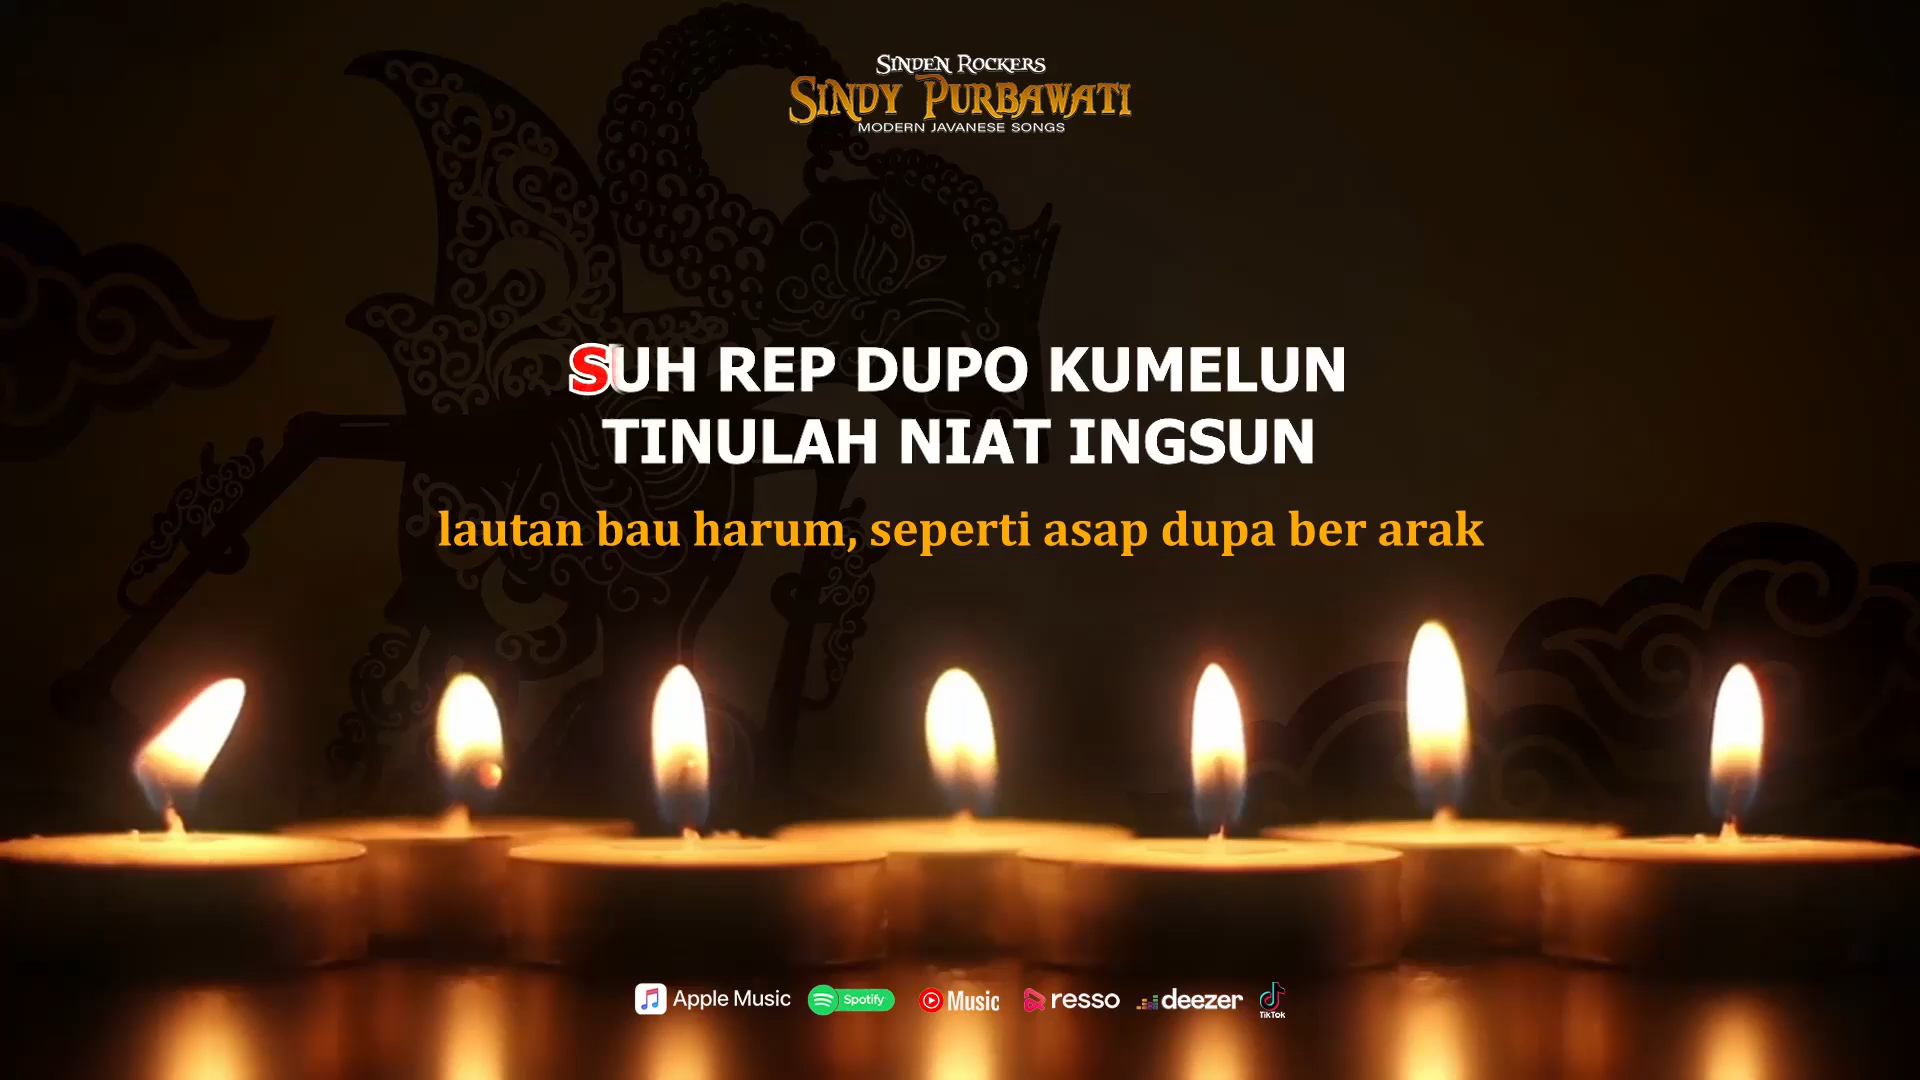 SINDEN ROCKERS
SINDY PURBAWATI
MODERN JAVANESE SONGS
SUH REP DUPO KUMELUN
TINULAH NIAT INGSUN
lautan bau harum, seperti asap dupa ber arak
Apple Music Spotify Music resso deezer TikTok